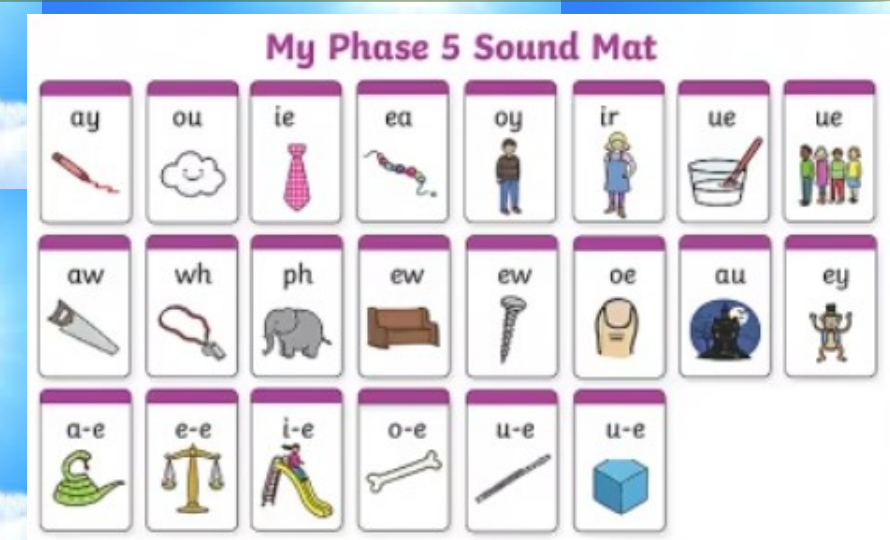 My Phase 5 Sound Mat
ay ou ie ea oy ir ue ue
aw wh ph ew ew oe au ey
a-e e-e i-e o-e u-e u-e